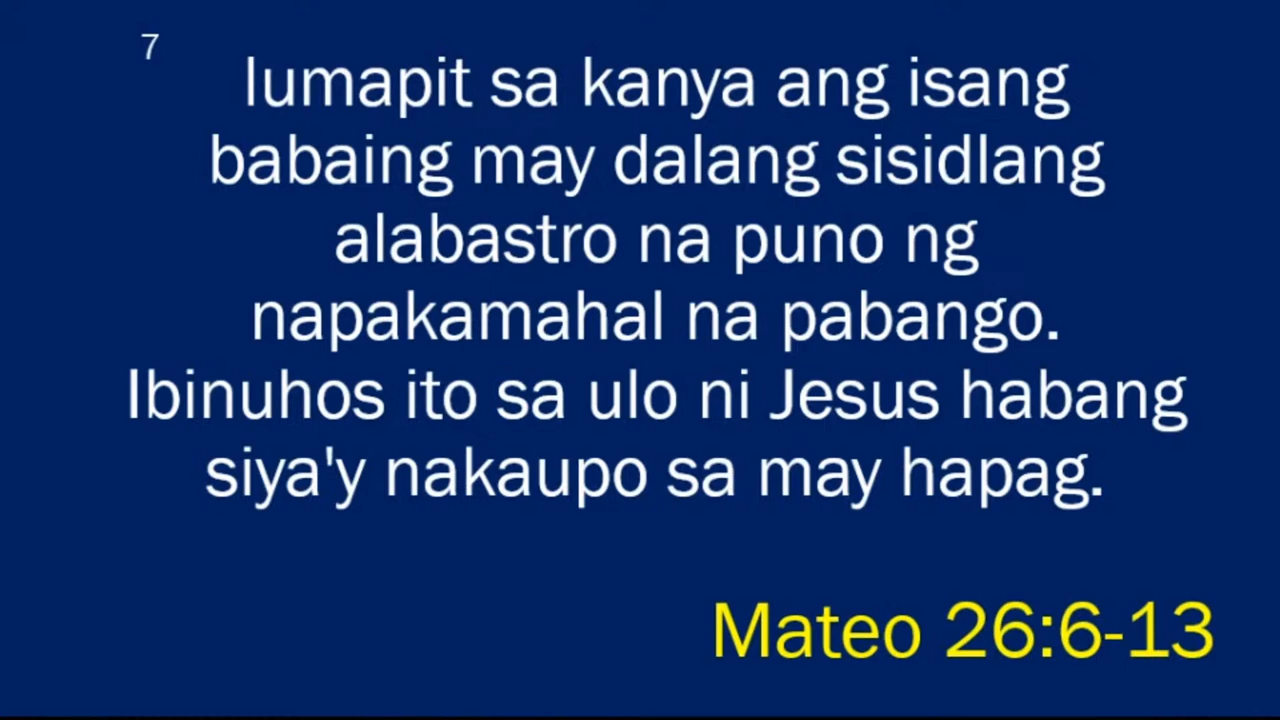 7
lumapit sa kanya ang isang
babaing may dalang sisidlang
alabastro na puno ng
napakamahal na pabango.
Ibinuhos ito sa ulo ni Jesus habang
siya'y nakaupo sa may hapag.
Mateo 26:6-13